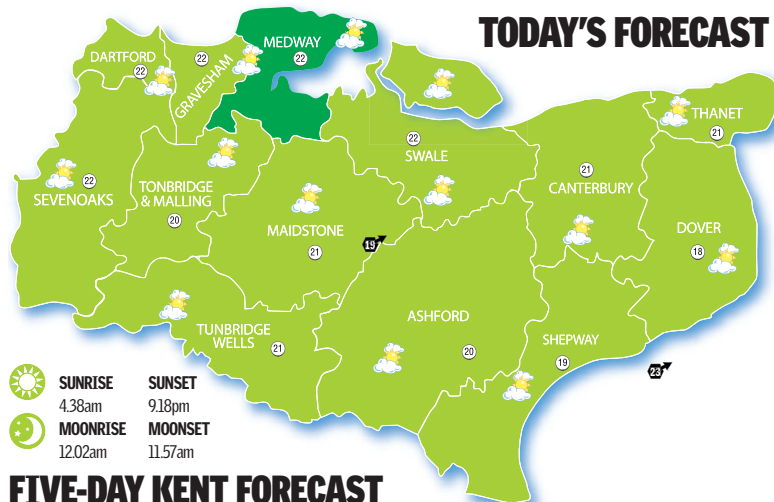 TODAY'S FORECAST
MEDWAY
22
DARTFORD
22
GRAVESHAM
22
THANET
21
SWALE
22
SEVENOAKS
22
TONBRIDGE
& MALLING
20
MAIDSTONE
21
19
CANTERBURY
21
DOVER
18
TUNBRIDGE
WELLS
21
ASHFORD
20
SHEPWAY
19
23
SUNRISE SUNSET
4.38am 9.18pm
MOONRISE MOONSET
12.02am 11.57am
FIVE-DAY KENT FORECAST